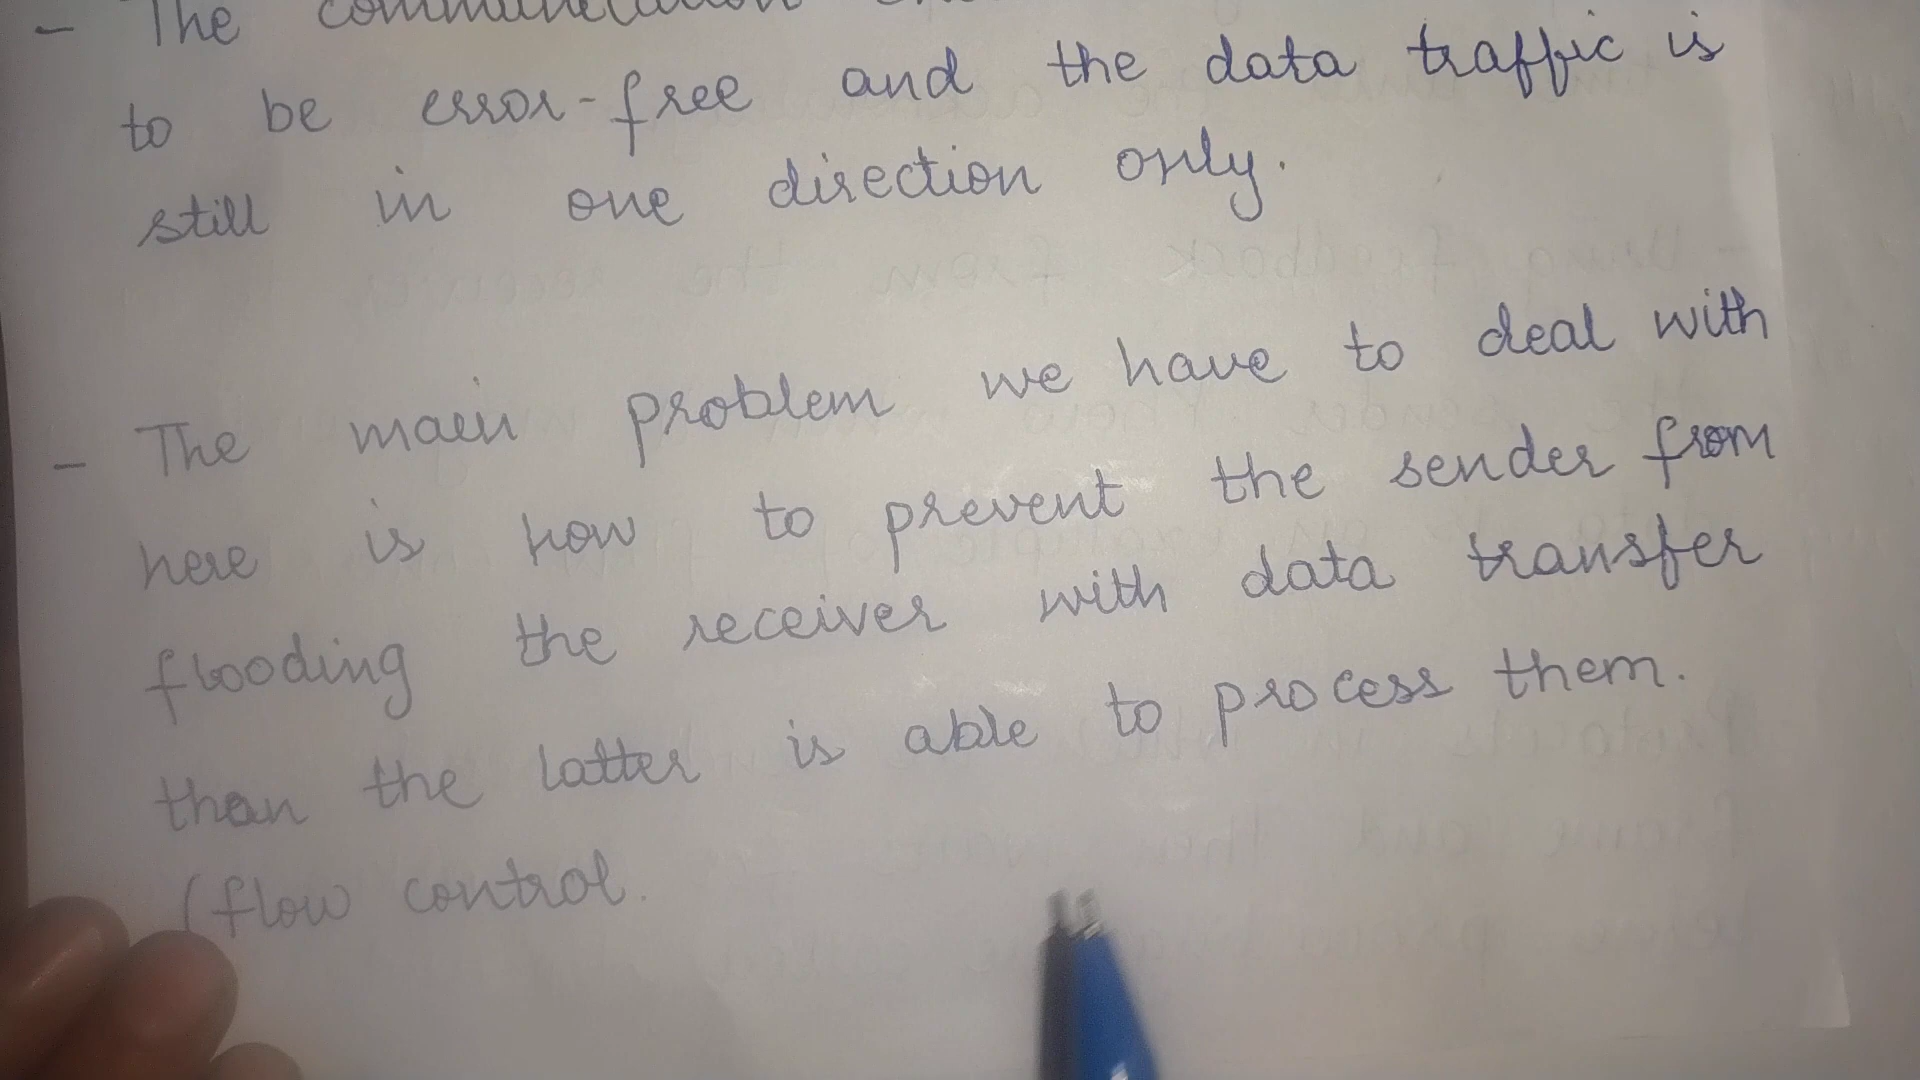 - The communication
to be error-free and the data traffic is
still in one direction only.
- The main problem we have to deal with
here is how to prevent the sender from
flooding the receiver with data transfer
than the latter is able to process them.
(flow control.